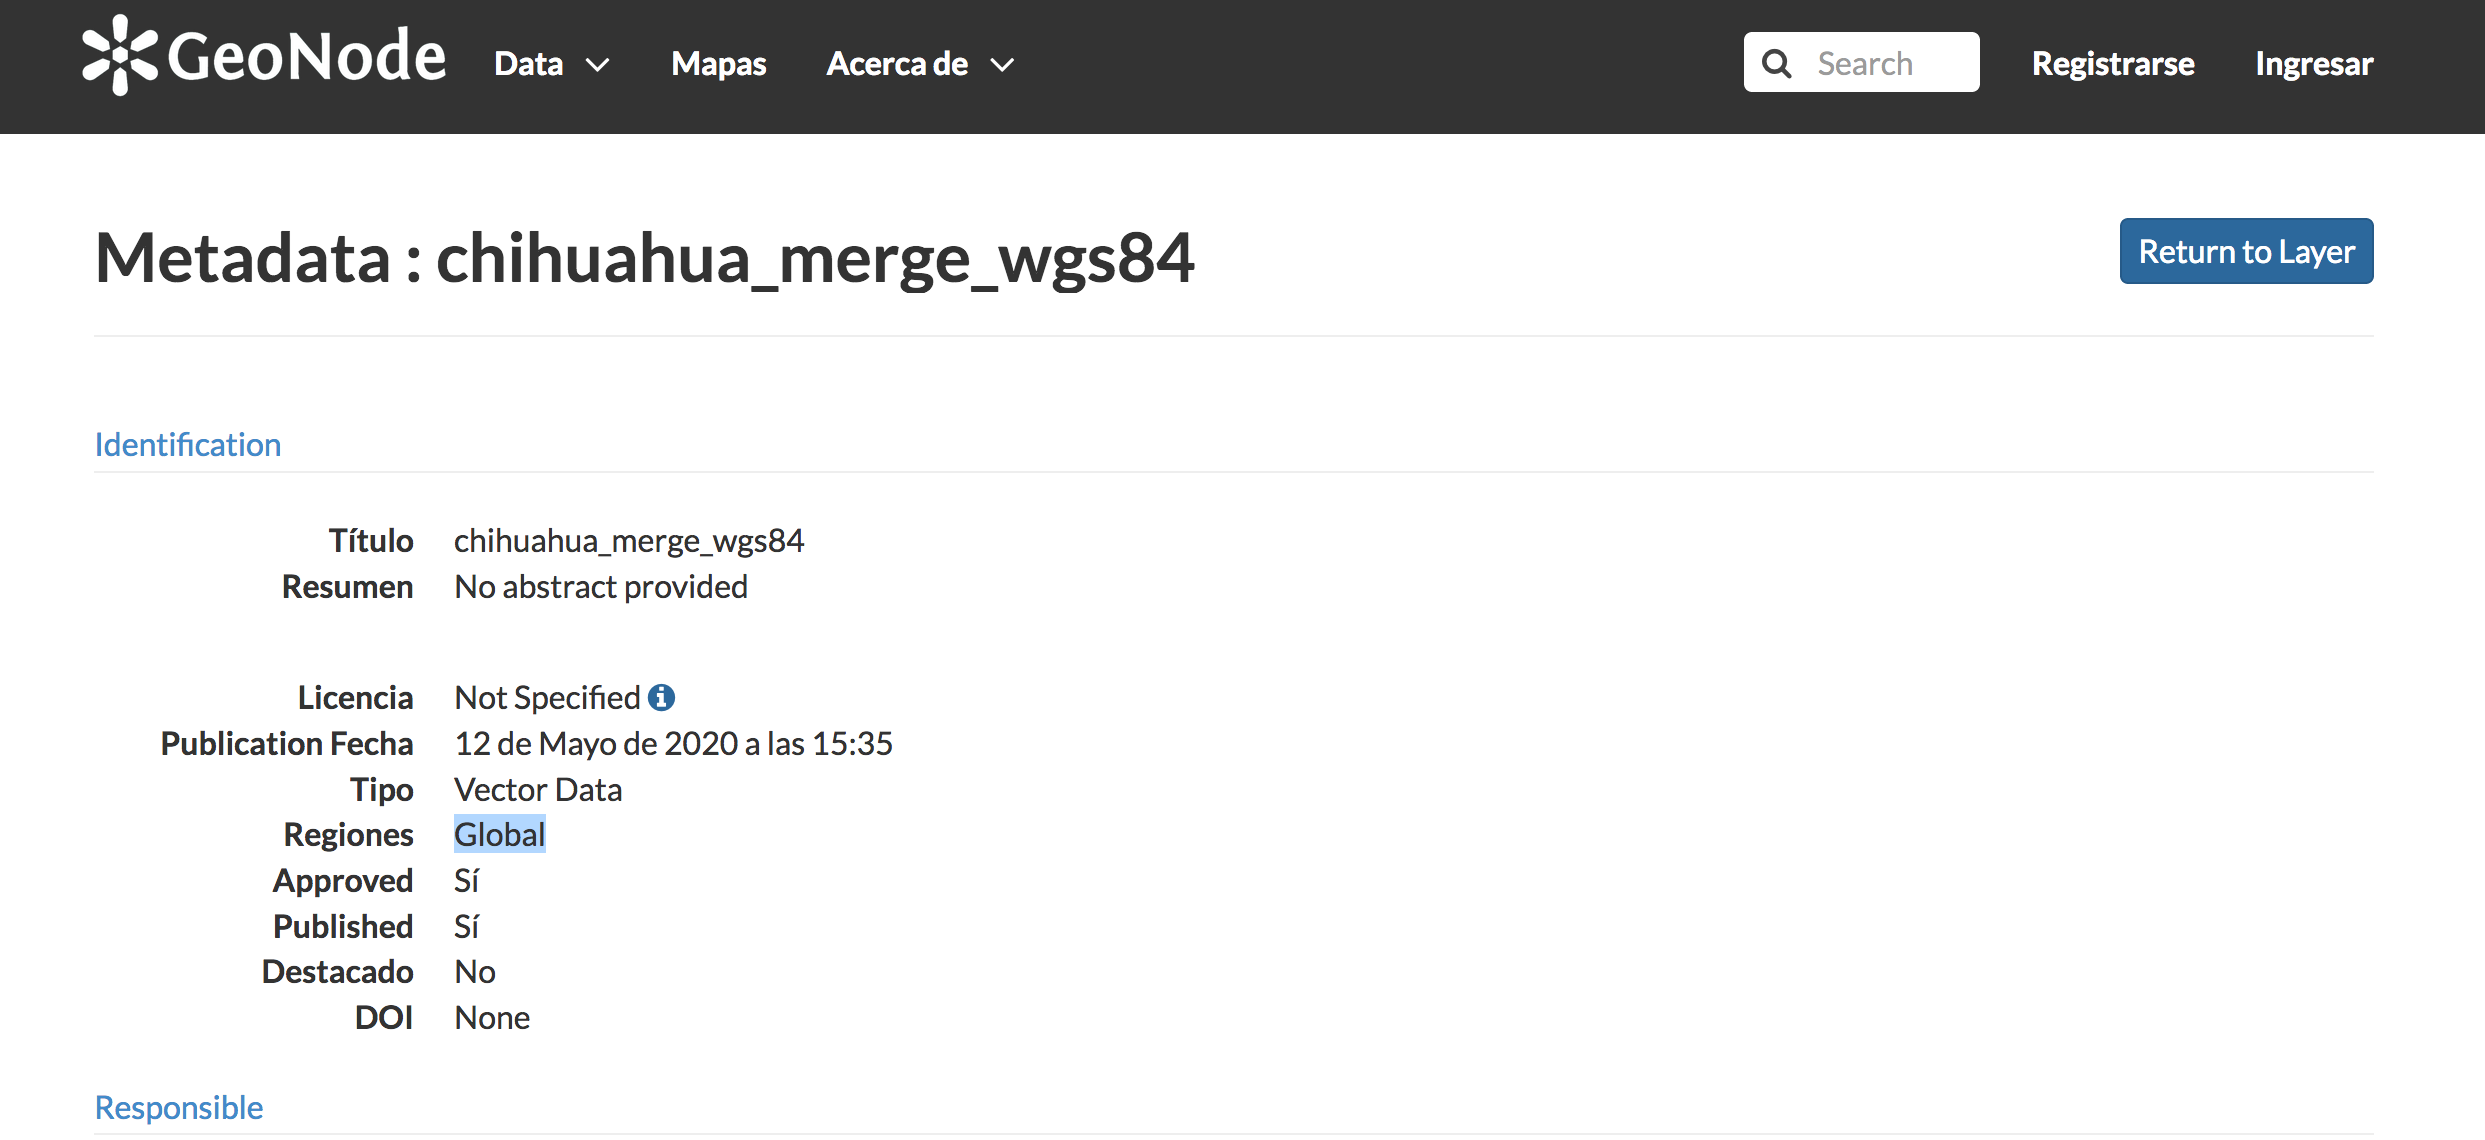 GeoNode Data Mapas Acerca de Search Registrarse Ingresar
Metadata : chihuahua_merge_wgs84 Return to Layer
Identification
Título chihuahua_merge_wgs84
Resumen No abstract provided
Licencia Not Specified
Publication Fecha 12 de Mayo de 2020 a las 15:35
Tipo Vector Data
Regiones Global
Approved Sí
Published Sí
Destacado No
DOI None
Responsible